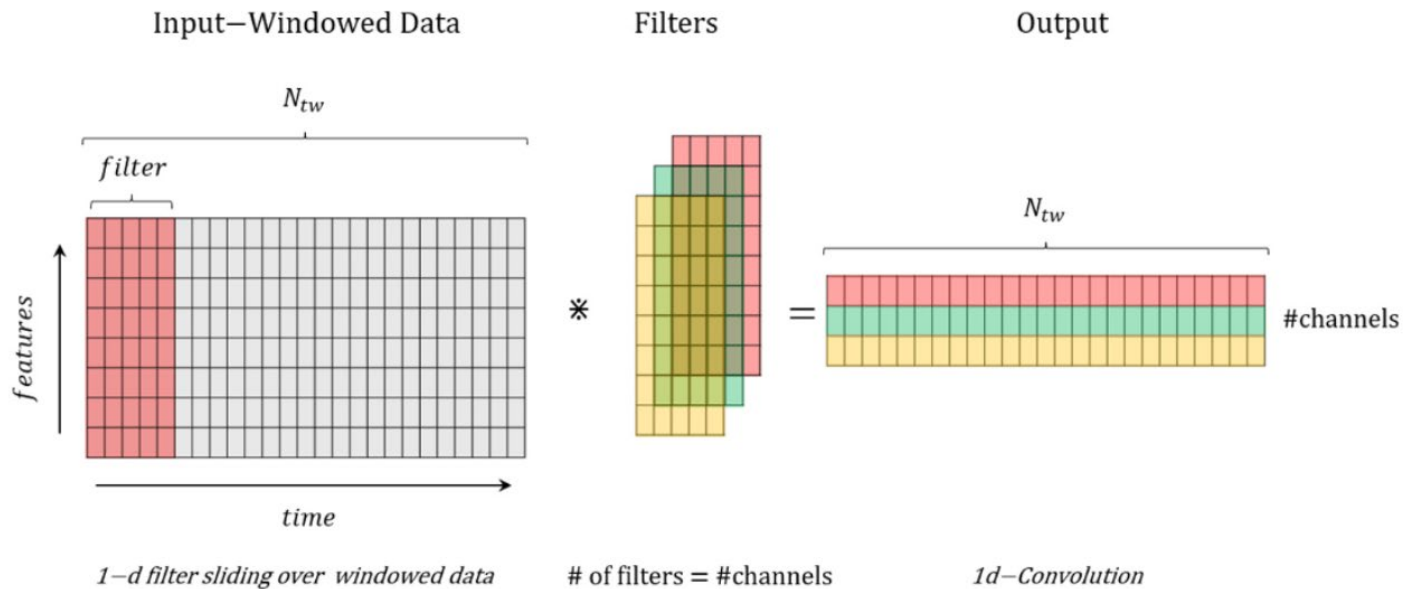 Input−Windowed Data
Filters
Output
N_tw
filter
features
time
⋇
=
N_tw
#channels
1−d filter sliding over windowed data
# of filters = #channels
1d−Convolution